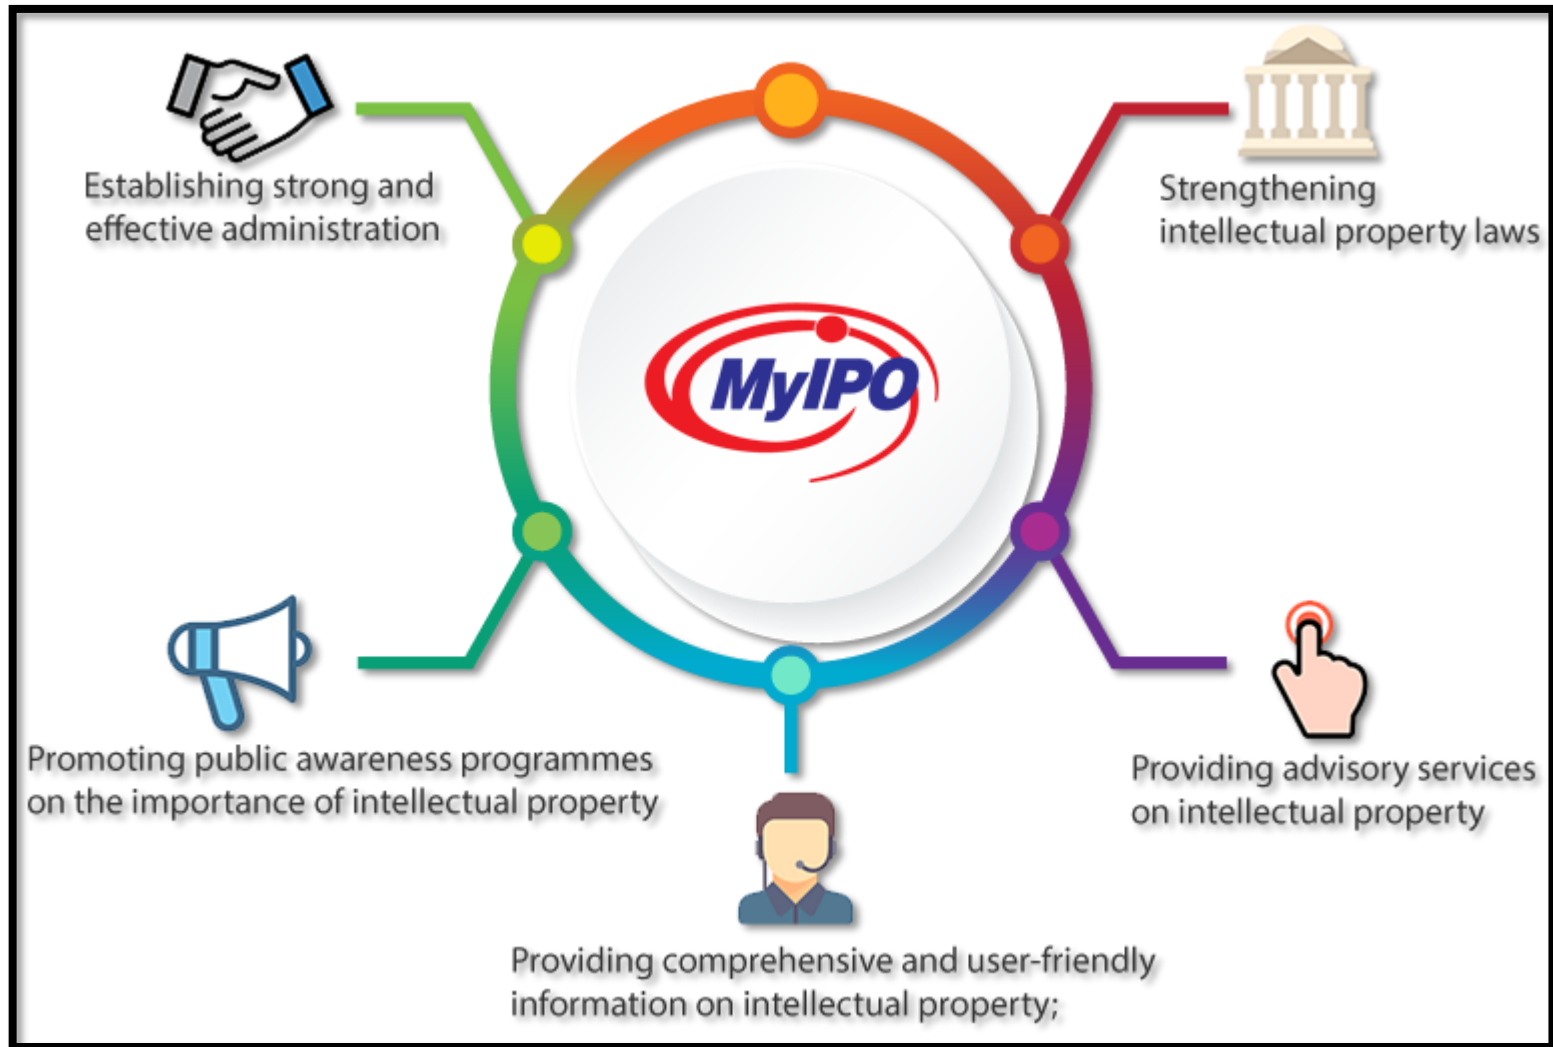 Establishing strong and
effective administration
Strengthening
intellectual property laws
MyIPO
Promoting public awareness programmes
on the importance of intellectual property
Providing advisory services
on intellectual property
Providing comprehensive and user-friendly
information on intellectual property;